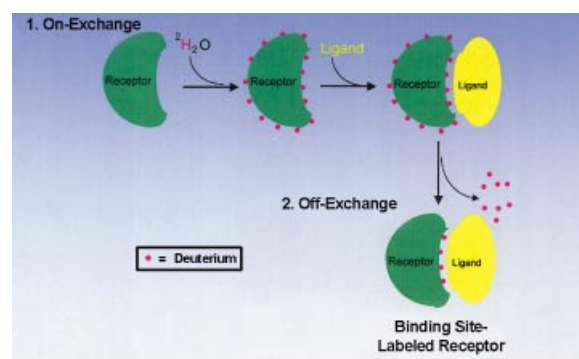 1. On-Exchange
²H₂O
Ligand
Receptor
Receptor
Receptor
Ligand
2. Off-Exchange
= Deuterium
Receptor
Ligand
Binding Site-
Labeled Receptor